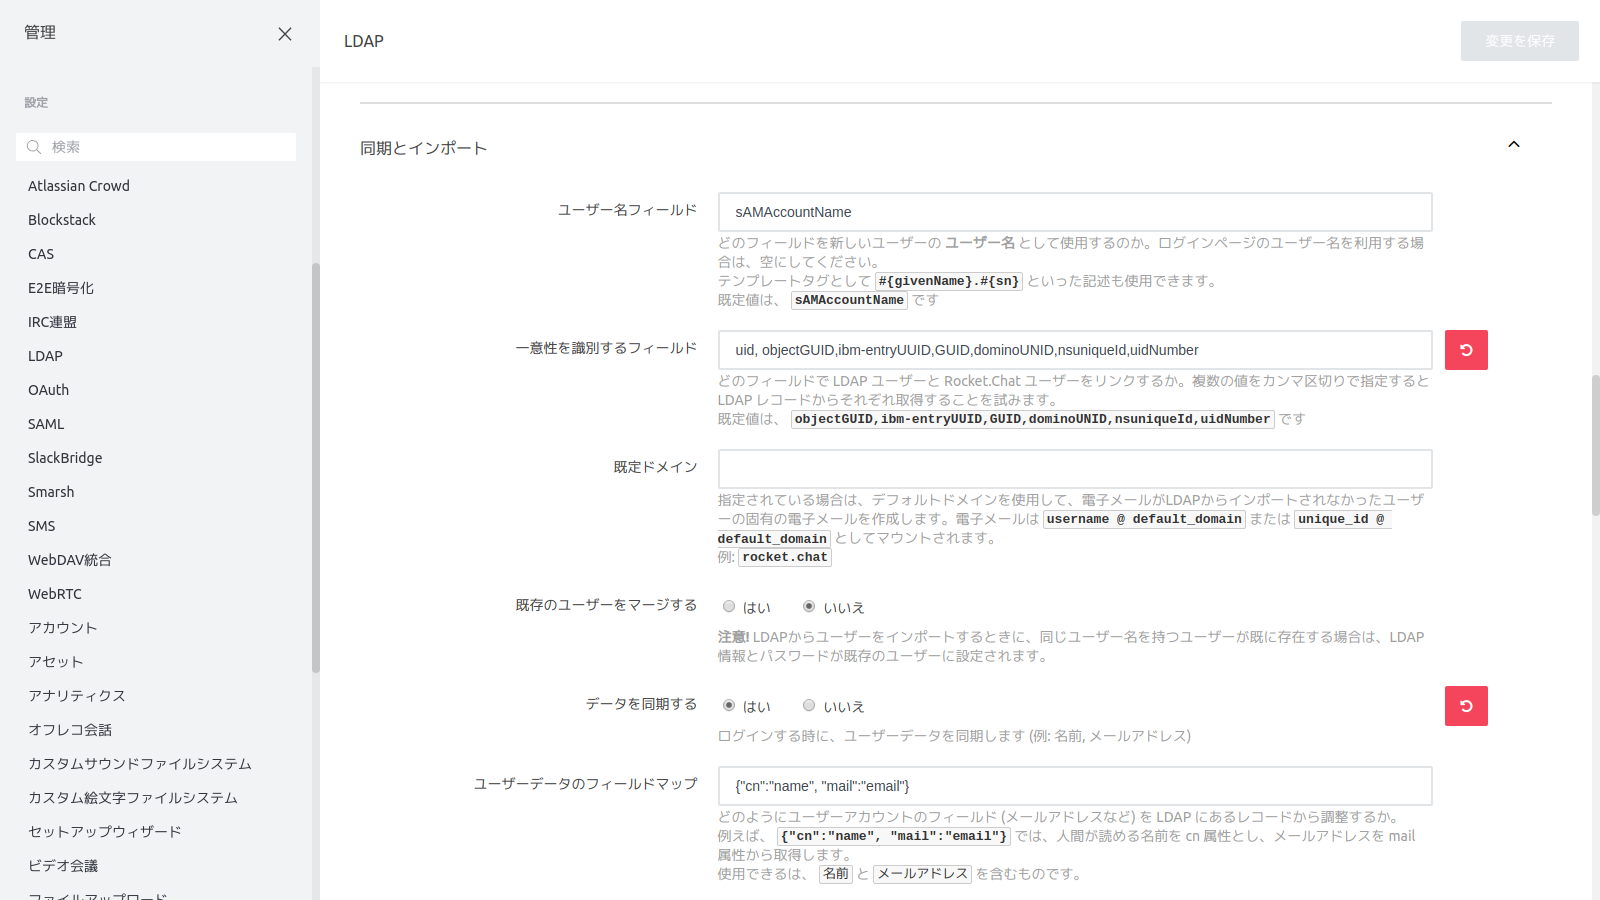 管理
設定
検索
Atlassian Crowd
Blockstack
CAS
E2E暗号化
IRC連盟
LDAP
OAuth
SAML
SlackBridge
Smarsh
SMS
WebDAV統合
WebRTC
アカウント
アセット
アナリティクス
オフレコ会話
カスタムサウンドファイルシステム
カスタム絵文字ファイルシステム
セットアップウィザード
ビデオ会議
ファイルアップロード
LDAP
変更を保存
同期とインポート
ユーザー名フィールド
sAMAccountName
どのフィールドを新しいユーザーの ユーザー名 として使用するのか。ログインページのユーザー名を利用する場
合は、空にしてください。
テンプレートタグとして #{givenName}.#{sn} といった記述も使用できます。
既定値は、 sAMAccountName です
一意性を識別するフィールド
uid, objectGUID,ibm-entryUUID,GUID,dominoUNID,nsuniqueId,uidNumber
どのフィールドで LDAP ユーザーと Rocket.Chat ユーザーをリンクするか。複数の値をカンマ区切りで指定すると
LDAP レコードからそれぞれ取得することを試みます。
既定値は、 objectGUID,ibm-entryUUID,GUID,dominoUNID,nsuniqueId,uidNumber です
既定ドメイン
指定されている場合は、デフォルトドメインを使用して、電子メールがLDAPからインポートされなかったユーザ
ーの固有の電子メールを作成します。電子メールは username @ default_domain または unique_id @
default_domain としてマウントされます。
例: rocket.chat
既存のユーザーをマージする
はい いいえ
注意! LDAPからユーザーをインポートするときに、同じユーザー名を持つユーザーが既に存在する場合は、LDAP
情報とパスワードが既存のユーザーに設定されます。
データを同期する
はい いいえ
ログインする時に、ユーザーデータを同期します (例: 名前, メールアドレス)
ユーザーデータのフィールドマップ
{"cn":"name", "mail":"email"}
どのようにユーザーアカウントのフィールド (メールアドレスなど) を LDAP にあるレコードから調整するか。
例えば、 {"cn":"name", "mail":"email"} では、人間が読める名前を cn 属性とし、メールアドレスを mail
属性から取得します。
使用できるは、 名前 と メールアドレス を含むものです。